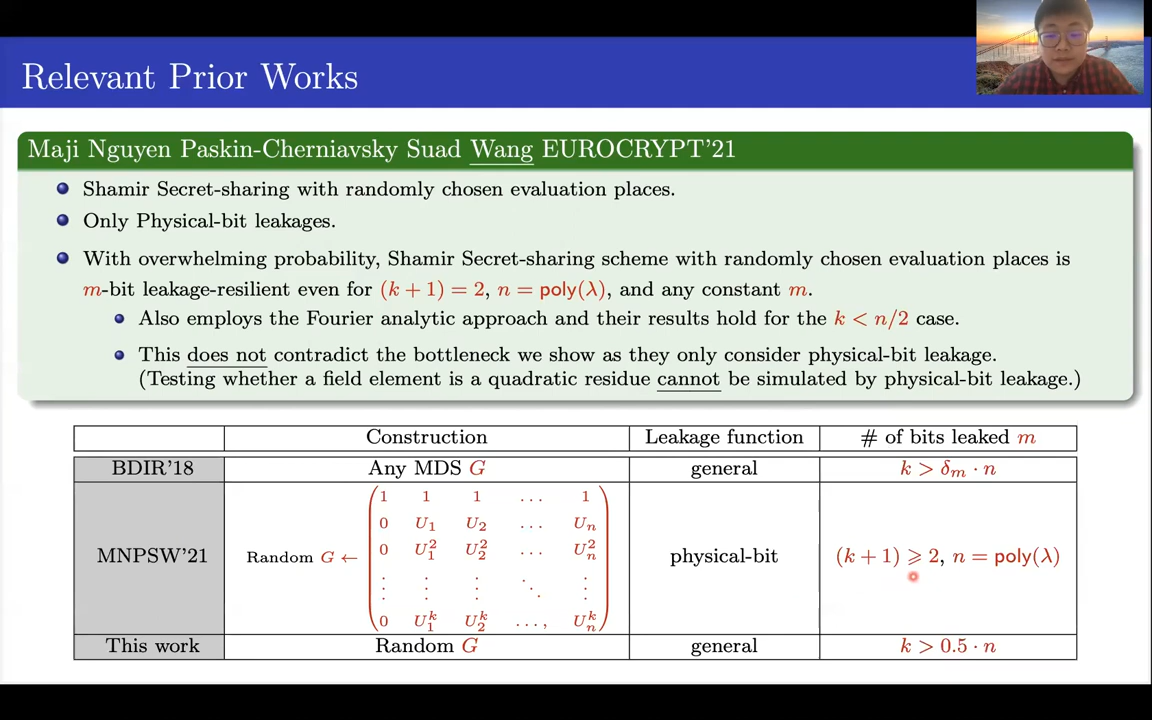 Relevant Prior Works
Maji Nguyen Paskin-Cherniavsky Suad Wang EUROCRYPT'21
Shamir Secret-sharing with randomly chosen evaluation places.
Only Physical-bit leakages.
With overwhelming probability, Shamir Secret-sharing scheme with randomly chosen evaluation places is
m-bit leakage-resilient even for (k + 1) = 2, n = poly(λ), and any constant m.
Also employs the Fourier analytic approach and their results hold for the k < n/2 case.
This does not contradict the bottleneck we show as they only consider physical-bit leakage.
(Testing whether a field element is a quadratic residue cannot be simulated by physical-bit leakage.)
Construction Leakage function # of bits leaked m
BDIR'18 Any MDS G general k > δ_m · n
1 1 1 ... 1
0 U_1 U_2 ... U_n
0 U_1^2 U_2^2 ... U_n^2
MNPSW'21 Random G ← physical-bit (k + 1) ⩾ 2, n = poly(λ)
⋮ ⋮ ⋮ ⋱ ⋮
0 U_1^k U_2^k ..., U_n^k
This work Random G general k > 0.5 · n